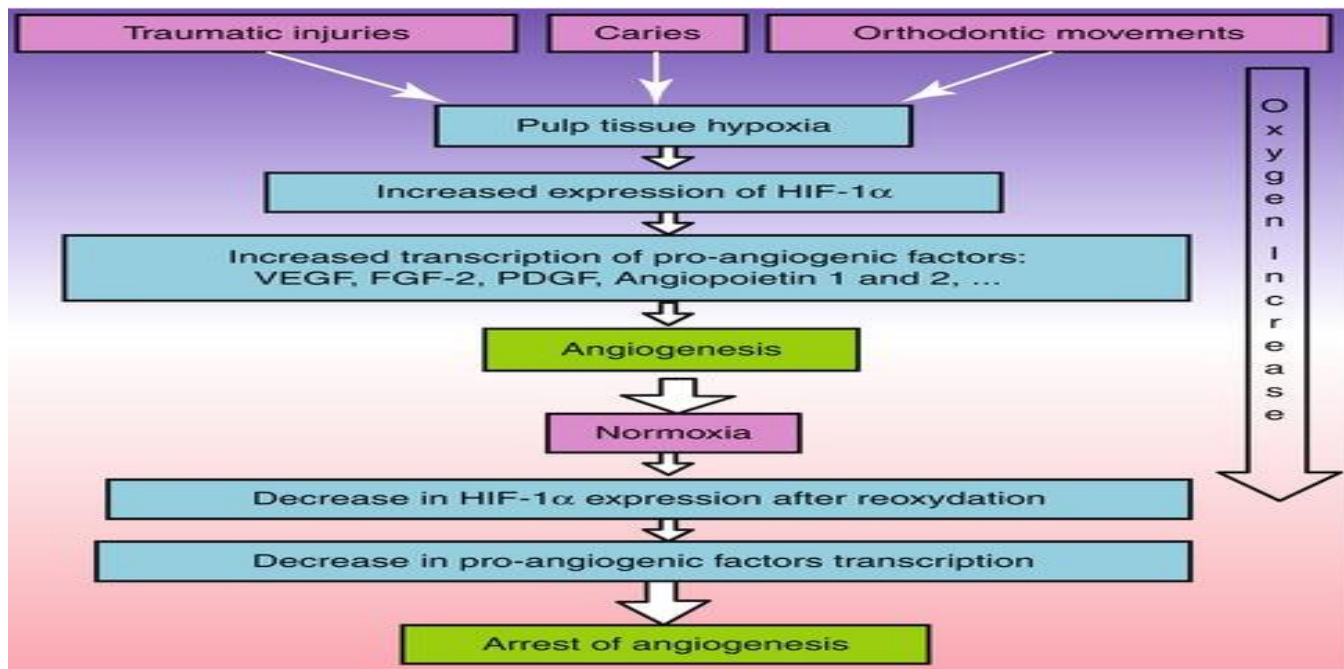 Traumatic injuries
Caries
Orthodontic movements
Pulp tissue hypoxia
Increased expression of HIF-1α
Increased transcription of pro-angiogenic factors:
VEGF, FGF-2, PDGF, Angiopoietin 1 and 2, ...
Angiogenesis
Normoxia
Decrease in HIF-1α expression after reoxydation
Decrease in pro-angiogenic factors transcription
Arrest of angiogenesis
Oxygen Increase